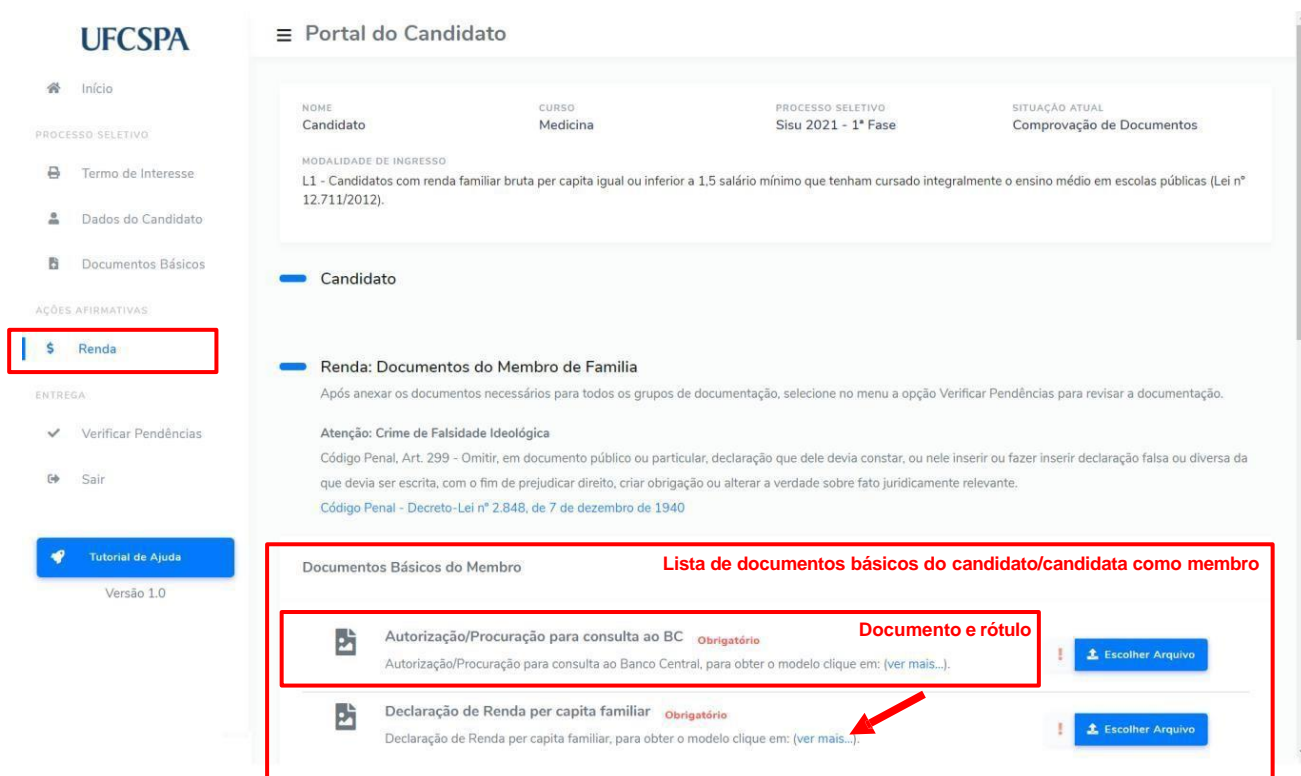 UFCSPA
Início
PROCESSO SELETIVO
Termo de Interesse
Dados do Candidato
Documentos Básicos
AÇÕES AFIRMATIVAS
$ Renda
ENTREGA
Verificar Pendências
Sair
Tutorial de Ajuda
Versão 1.0
Portal do Candidato
NOME
Candidato
CURSO
Medicina
PROCESSO SELETIVO
Sisu 2021 - 1ª Fase
SITUAÇÃO ATUAL
Comprovação de Documentos
MODALIDADE DE INGRESSO
L1 - Candidatos com renda familiar bruta per capita igual ou inferior a 1,5 salário mínimo que tenham cursado integralmente o ensino médio em escolas públicas (Lei nº
12.711/2012).
Candidato
Renda: Documentos do Membro de Familia
Após anexar os documentos necessários para todos os grupos de documentação, selecione no menu a opção Verificar Pendências para revisar a documentação.
Atenção: Crime de Falsidade Ideológica
Código Penal, Art. 299 - Omitir, em documento público ou particular, declaração que dele devia constar, ou nele inserir ou fazer inserir declaração falsa ou diversa da
que devia ser escrita, com o fim de prejudicar direito, criar obrigação ou alterar a verdade sobre fato juridicamente relevante.
Código Penal - Decreto-Lei nº 2.848, de 7 de dezembro de 1940
Documentos Básicos do Membro
Lista de documentos básicos do candidato/candidata como membro
Autorização/Procuração para consulta ao BC Obrigatório
Documento e rótulo
Autorização/Procuração para consulta ao Banco Central, para obter o modelo clique em: (ver mais...).
! Escolher Arquivo
Declaração de Renda per capita familiar Obrigatório
Declaração de Renda per capita familiar, para obter o modelo clique em: (ver mais...).
! Escolher Arquivo